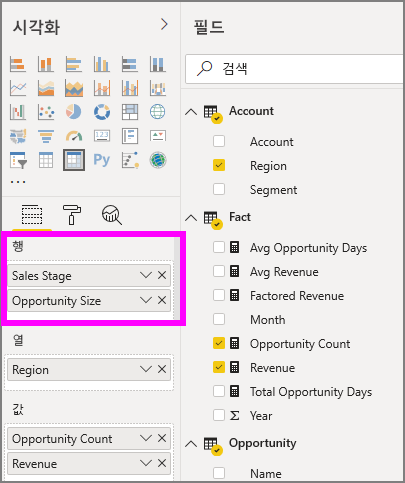 시각화
123
Py
...
행
Sales Stage
Opportunity Size
열
Region
값
Opportunity Count
Revenue
필드
검색
Account
Account
Region
Segment
Fact
Avg Opportunity Days
Avg Revenue
Factored Revenue
Month
Opportunity Count
Revenue
Total Opportunity Days
Σ Year
Opportunity
Name